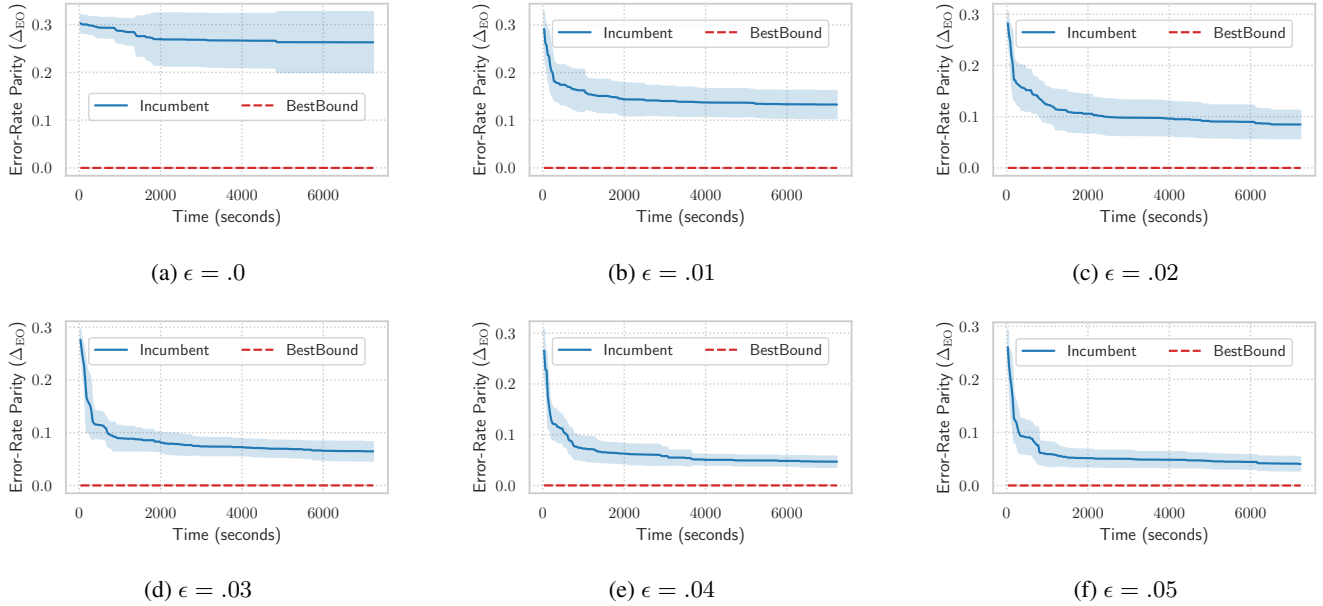 Error-Rate Parity (Δ_EO)
0.3
0.2
0.1
0.0
Incumbent BestBound
0 2000 4000 6000
Time (seconds)
(a) ϵ = .0
Error-Rate Parity (Δ_EO)
0.3
0.2
0.1
0.0
Incumbent BestBound
0 2000 4000 6000
Time (seconds)
(b) ϵ = .01
Error-Rate Parity (Δ_EO)
0.3
0.2
0.1
0.0
Incumbent BestBound
0 2000 4000 6000
Time (seconds)
(c) ϵ = .02
Error-Rate Parity (Δ_EO)
0.3
0.2
0.1
0.0
Incumbent BestBound
0 2000 4000 6000
Time (seconds)
(d) ϵ = .03
Error-Rate Parity (Δ_EO)
0.3
0.2
0.1
0.0
Incumbent BestBound
0 2000 4000 6000
Time (seconds)
(e) ϵ = .04
Error-Rate Parity (Δ_EO)
0.3
0.2
0.1
0.0
Incumbent BestBound
0 2000 4000 6000
Time (seconds)
(f) ϵ = .05